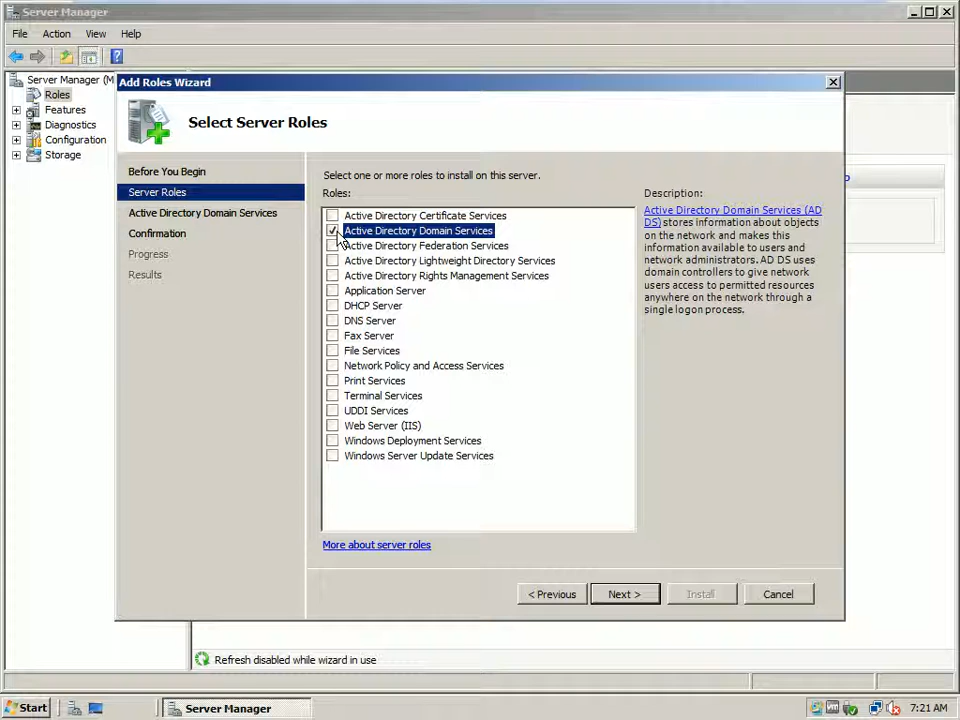 Server Manager
File Action View Help
Server Manager (M
Roles
Features
Diagnostics
Configuration
Storage
Add Roles Wizard
Select Server Roles
Before You Begin
Server Roles
Active Directory Domain Services
Confirmation
Progress
Results
Select one or more roles to install on this server.
Roles:
Active Directory Certificate Services
Active Directory Domain Services
Active Directory Federation Services
Active Directory Lightweight Directory Services
Active Directory Rights Management Services
Application Server
DHCP Server
DNS Server
Fax Server
File Services
Network Policy and Access Services
Print Services
Terminal Services
UDDI Services
Web Server (IIS)
Windows Deployment Services
Windows Server Update Services
More about server roles
Description:
Active Directory Domain Services (AD
DS) stores information about objects
on the network and makes this
information available to users and
network administrators. AD DS uses
domain controllers to give network
users access to permitted resources
anywhere on the network through a
single logon process.
< Previous Next > Install Cancel
Refresh disabled while wizard in use
Start Server Manager 7:21 AM